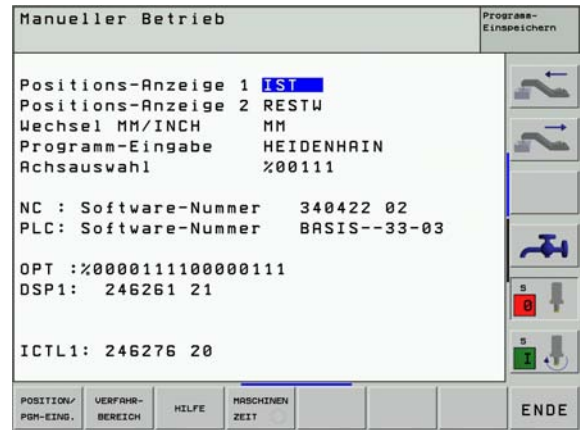 Manueller Betrieb
Programm-
Einspeichern
Positions-Anzeige 1 IST
Positions-Anzeige 2 RESTW
Wechsel MM/INCH MM
Programm-Eingabe HEIDENHAIN
Achsauswahl %00111
NC : Software-Nummer 340422 02
PLC: Software-Nummer BASIS--33-03
OPT :%0000111100000111
DSP1: 246261 21
ICTL1: 246276 20
S
0
S
I
POSITION/
PGM-EING.
VERFAHR-
BEREICH
HILFE
MASCHINEN
ZEIT
ENDE